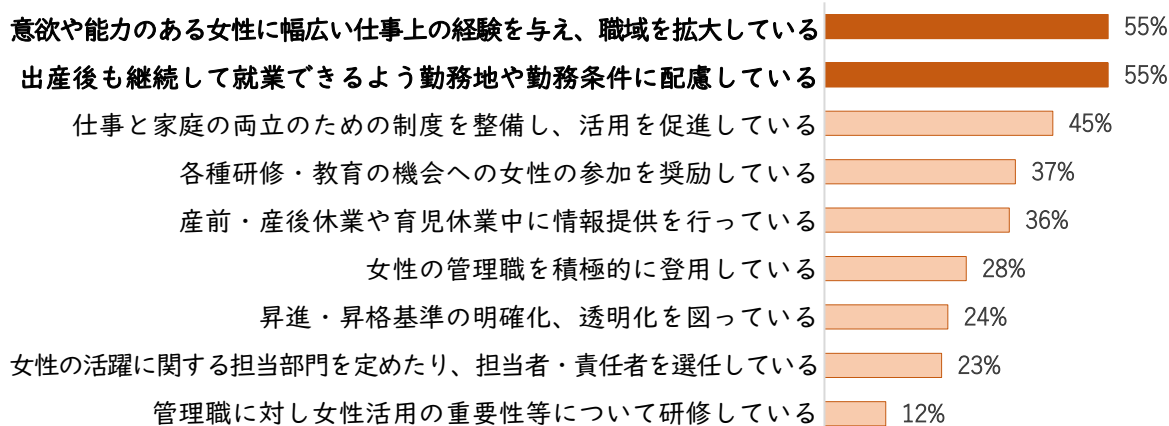 意欲や能力のある女性に幅広い仕事上の経験を与え、職域を拡大している 55%
出産後も継続して就業できるよう勤務地や勤務条件に配慮している 55%
仕事と家庭の両立のための制度を整備し、活用を促進している 45%
各種研修・教育の機会への女性の参加を奨励している 37%
産前・産後休業や育児休業中に情報提供を行っている 36%
女性の管理職を積極的に登用している 28%
昇進・昇格基準の明確化、透明化を図っている 24%
女性の活躍に関する担当部門を定めたり、担当者・責任者を選任している 23%
管理職に対し女性活用の重要性等について研修している 12%